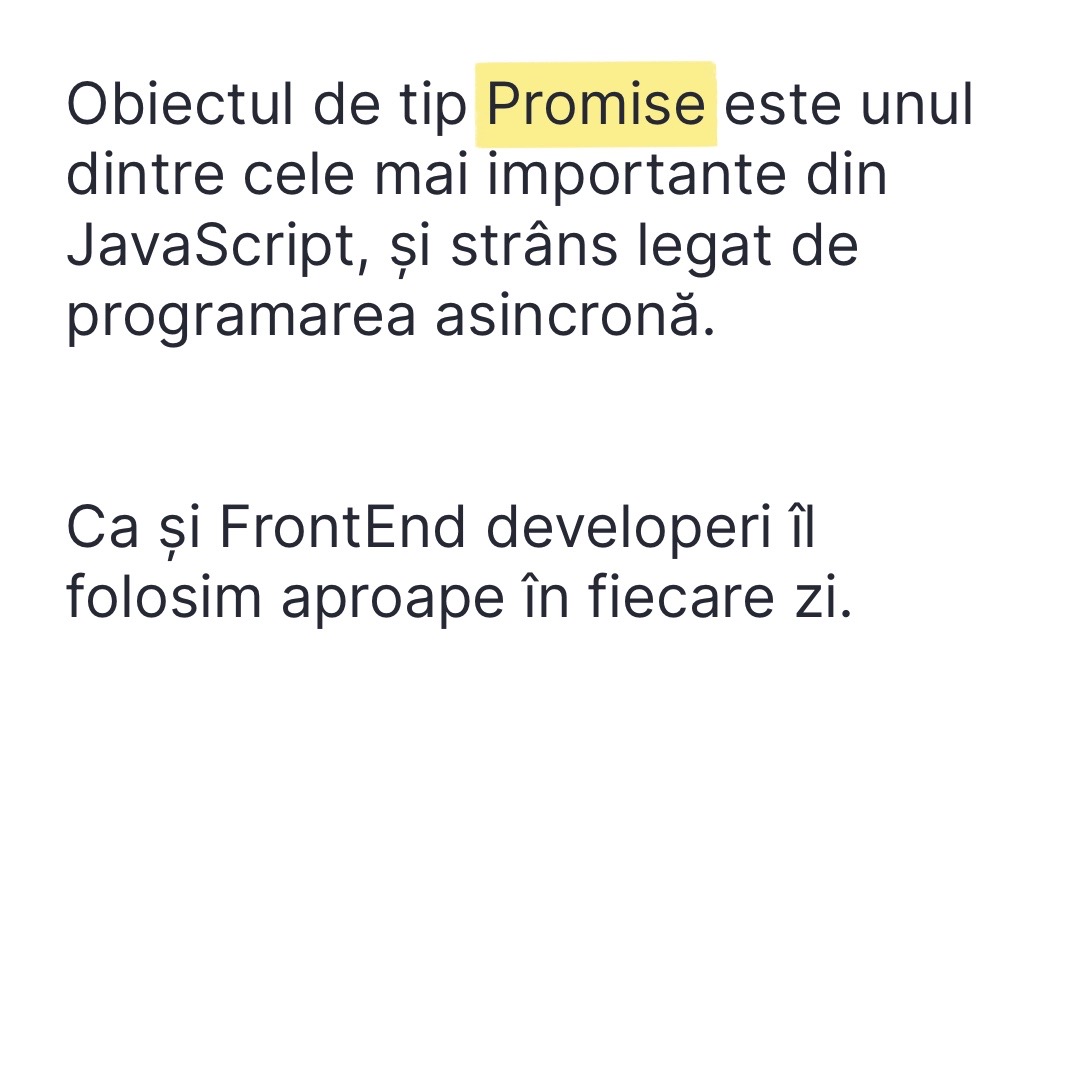 Obiectul de tip Promise este unul
dintre cele mai importante din
JavaScript, și strâns legat de
programarea asincronă.
Ca și FrontEnd developeri îl
folosim aproape în fiecare zi.